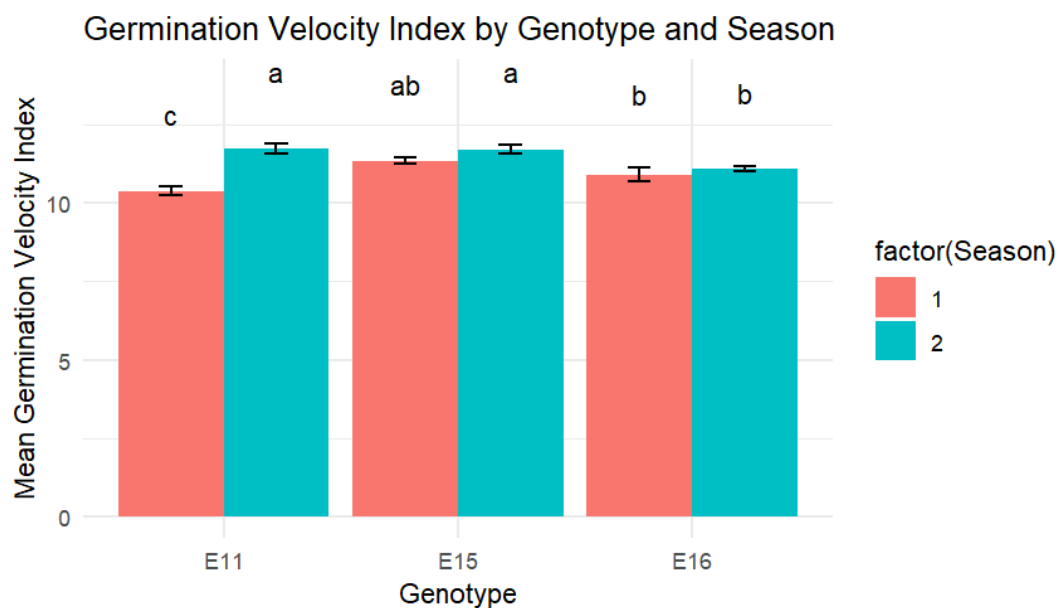 Germination Velocity Index by Genotype and Season
c
a
ab
a
b
b
Mean Germination Velocity Index
10
5
0
E11
E15
E16
Genotype
factor(Season)
1
2